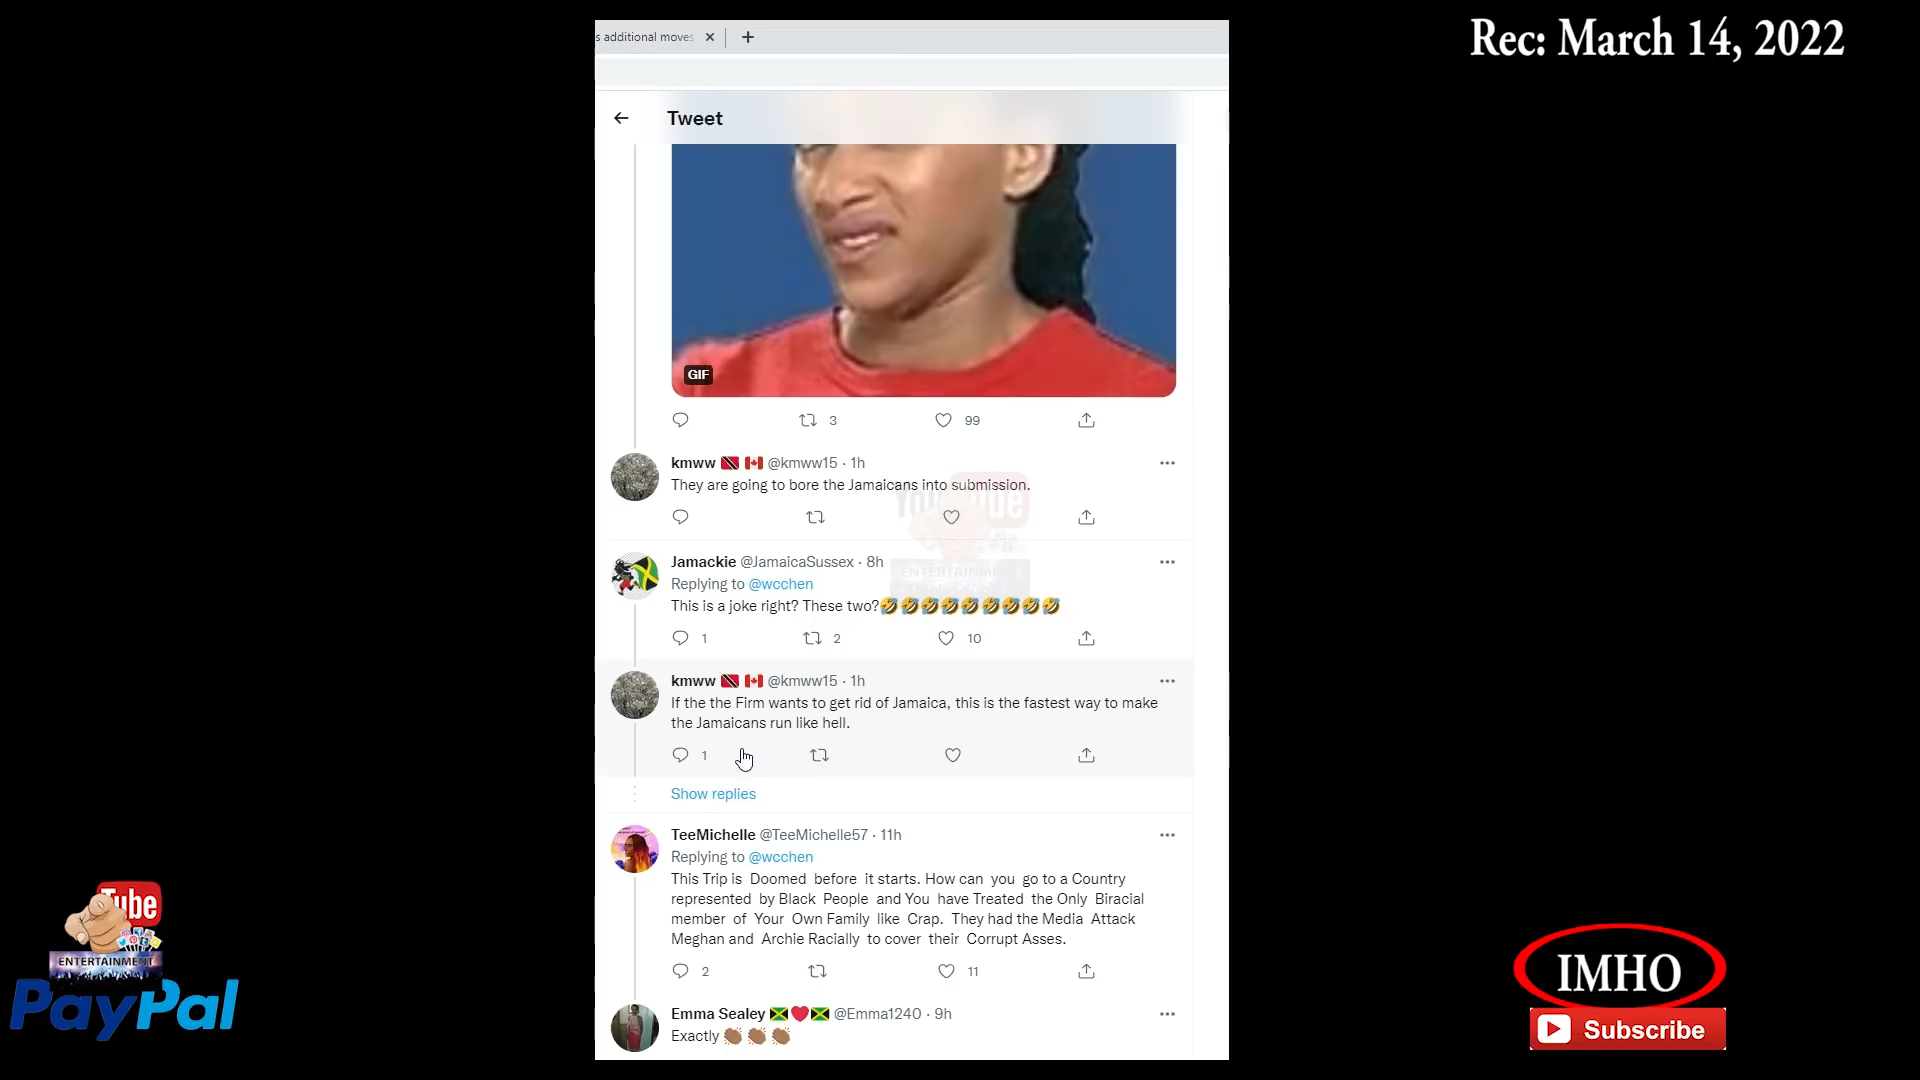 Rec: March 14, 2022
s additional moves
Tweet
GIF
3 99
kmww @kmww15 · 1h
They are going to bore the Jamaicans into submission.
Jamackie @JamaicaSussex · 8h
Replying to @wcchen
This is a joke right? These two?🤣🤣🤣🤣🤣🤣🤣🤣🤣
1 2 10
kmww @kmww15 · 1h
If the the Firm wants to get rid of Jamaica, this is the fastest way to make
the Jamaicans run like hell.
1
Show replies
TeeMichelle @TeeMichelle57 · 11h
Replying to @wcchen
This Trip is Doomed before it starts. How can you go to a Country
represented by Black People and You have Treated the Only Biracial
member of Your Own Family like Crap. They had the Media Attack
Meghan and Archie Racially to cover their Corrupt Asses.
2 11
Emma Sealey 🇯🇲❤️🇯🇲 @Emma1240 · 9h
Exactly 👏🏾👏🏾👏🏾
Tube
ENTERTAINMENT
PayPal
IMHO
Subscribe